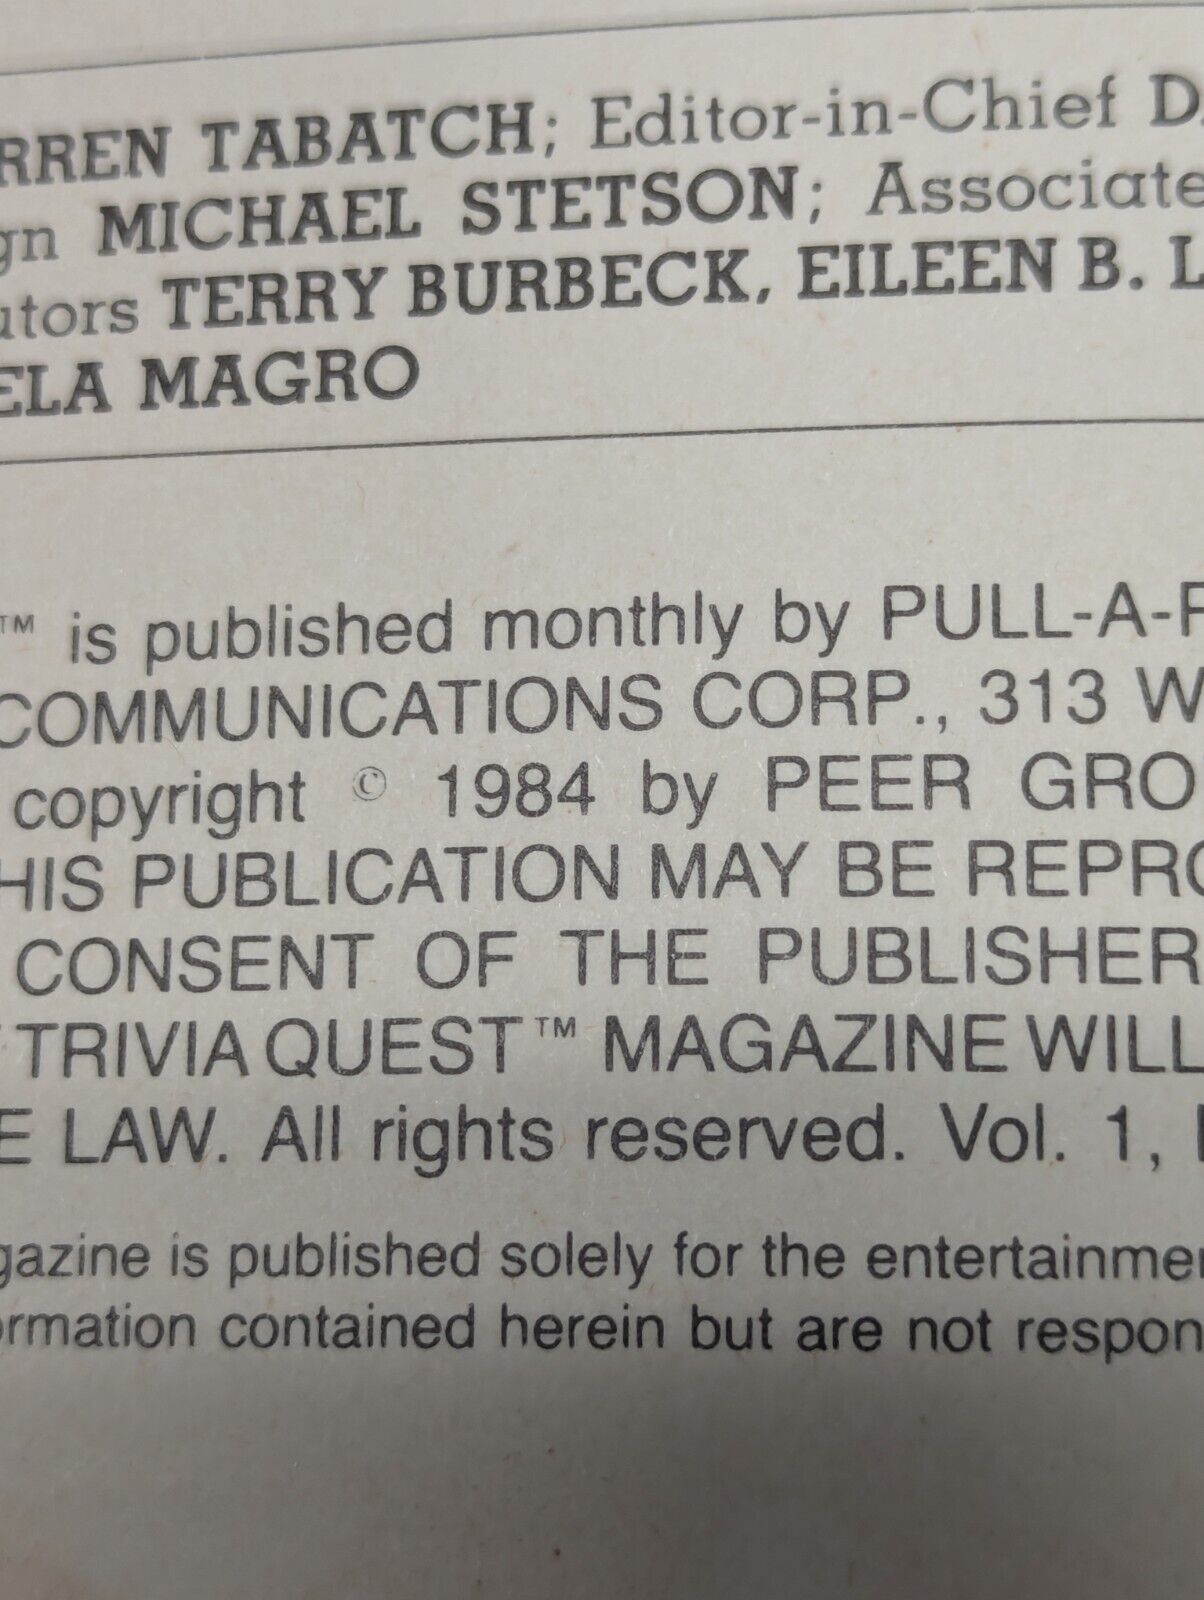 RREN TABATCH; Editor-in-Chief D
gn MICHAEL STETSON; Associate
utors TERRY BURBECK, EILEEN B. L
ELA MAGRO
™ is published monthly by PULL-A-P
COMMUNICATIONS CORP., 313 W
copyright © 1984 by PEER GRO
HIS PUBLICATION MAY BE REPRO
CONSENT OF THE PUBLISHER
TRIVIA QUEST™ MAGAZINE WILL
E LAW. All rights reserved. Vol. 1,
gazine is published solely for the entertainmen
ormation contained herein but are not respon